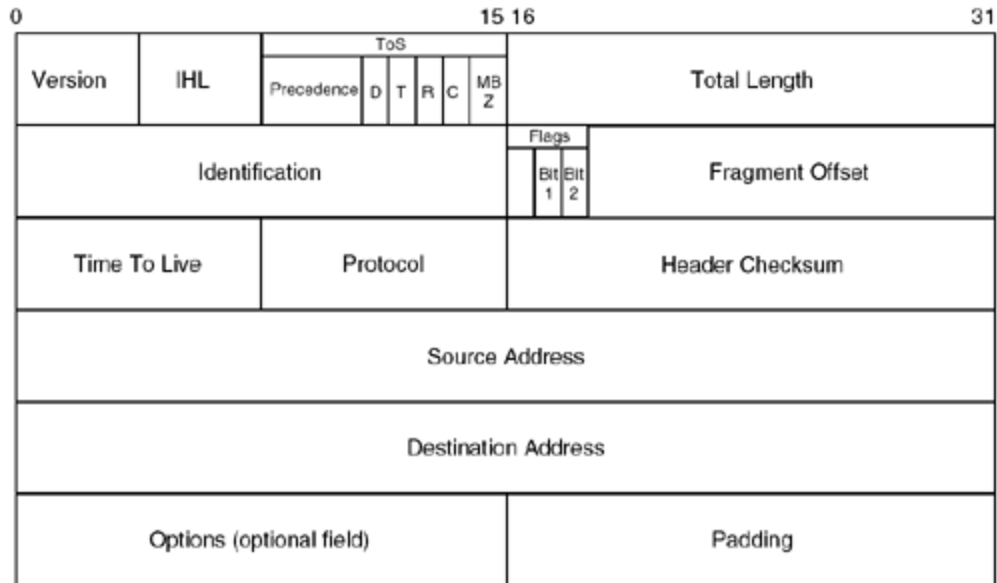 0 15 16 31
ToS
Version IHL Precedence D T R C MB Z Total Length
Flags
Identification Bit 1 Bit 2 Fragment Offset
Time To Live Protocol Header Checksum
Source Address
Destination Address
Options (optional field) Padding